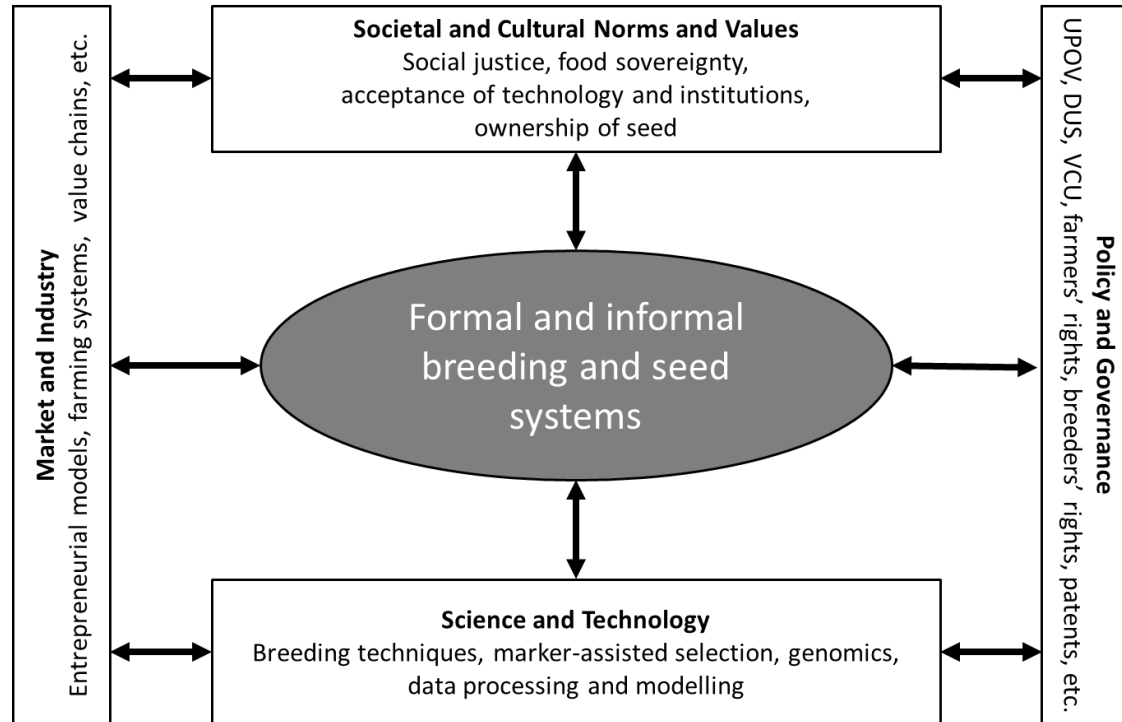 Societal and Cultural Norms and Values
Social justice, food sovereignty,
acceptance of technology and institutions,
ownership of seed
Market and Industry
Entrepreneurial models, farming systems, value chains, etc.
Formal and informal
breeding and seed
systems
Policy and Governance
UPOV, DUS, VCU, farmers’ rights, breeders’ rights, patents, etc.
Science and Technology
Breeding techniques, marker-assisted selection, genomics,
data processing and modelling